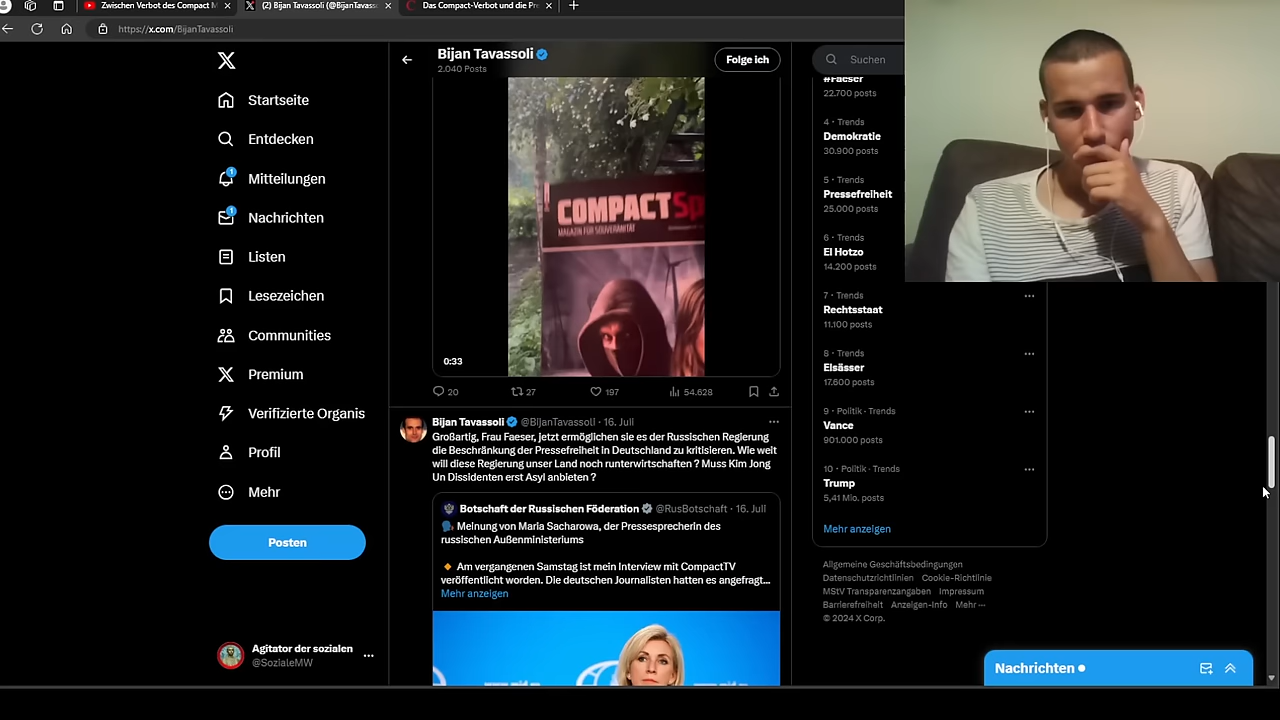 Zwischen Verbot des Compact M
(2) Bijan Tavassoli (@BijanTavass
Das Compact-Verbot und die Pr
https://x.com/BijanTavassoli
Startseite
Entdecken
1
Mitteilungen
1
Nachrichten
Listen
Lesezeichen
Communities
Premium
Verifizierte Organis
Profil
Mehr
Posten
Agitator der sozialen
@SozialeMW
Bijan Tavassoli
2.040 Posts
Folge ich
COMPACT
MAGAZIN FÜR SOUVERÄNITÄT
0:33
20
27
197
54.628
Bijan Tavassoli @BijanTavassoli · 16. Juli
Großartig, Frau Faeser, jetzt ermöglichen sie es der Russischen Regierung
die Beschränkung der Pressefreiheit in Deutschland zu kritisieren. Wie weit
will diese Regierung unser Land noch runterwirtschaften ? Muss Kim Jong
Un Dissidenten erst Asyl anbieten ?
Botschaft der Russischen Föderation @RusBotschaft · 16. Juli
Meinung von Maria Sacharowa, der Pressesprecherin des
russischen Außenministeriums
Am vergangenen Samstag ist mein Interview mit CompactTV
veröffentlicht worden. Die deutschen Journalisten hatten es angefragt...
Mehr anzeigen
Suchen
#Faeser
22.700 posts
4 · Trends
Demokratie
30.900 posts
5 · Trends
Pressefreiheit
25.000 posts
6 · Trends
El Hotzo
14.200 posts
7 · Trends
Rechtsstaat
11.100 posts
8 · Trends
Elsässer
17.600 posts
9 · Politik · Trends
Vance
901.000 posts
10 · Politik · Trends
Trump
5,41 Mio. posts
Mehr anzeigen
Allgemeine Geschäftsbedingungen
Datenschutzrichtlinien Cookie-Richtlinie
MStV Transparenzangaben Impressum
Barrierefreiheit Anzeigen-Info Mehr ···
© 2024 X Corp.
Nachrichten